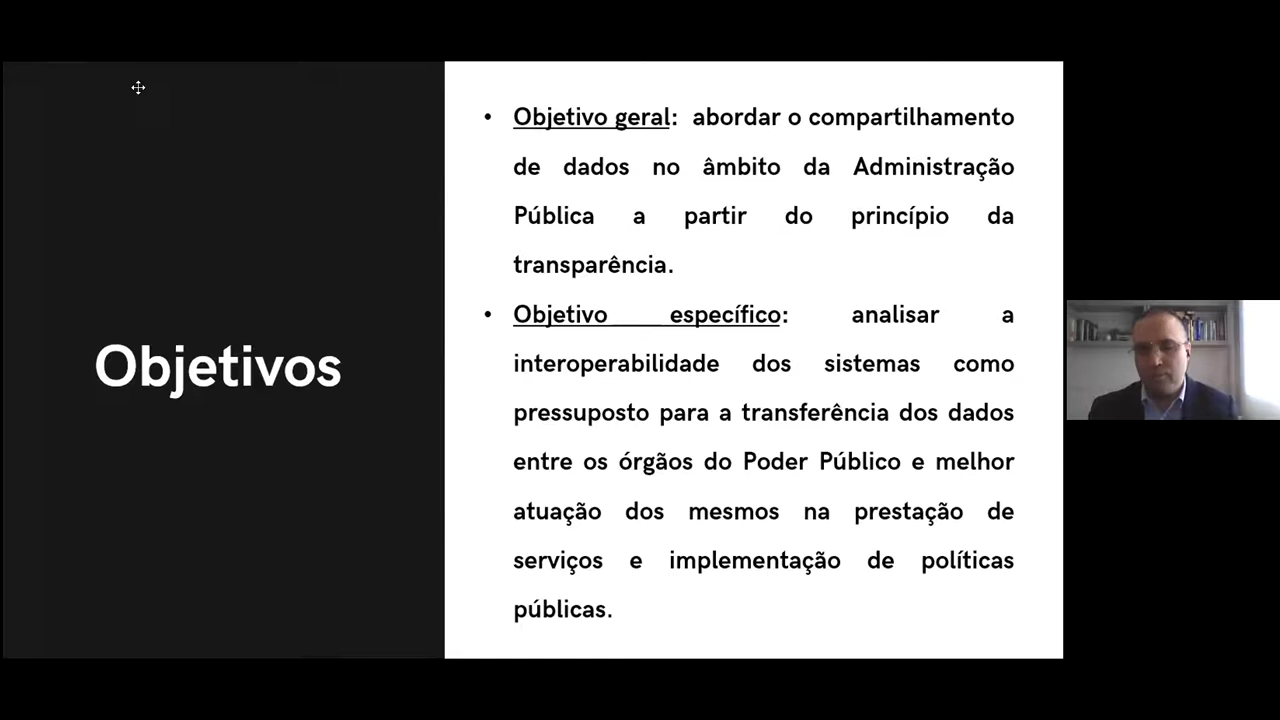 Objetivos
• Objetivo geral: abordar o compartilhamento
de dados no âmbito da Administração
Pública a partir do princípio da
transparência.
• Objetivo específico: analisar a
interoperabilidade dos sistemas como
pressuposto para a transferência dos dados
entre os órgãos do Poder Público e melhor
atuação dos mesmos na prestação de
serviços e implementação de políticas
públicas.